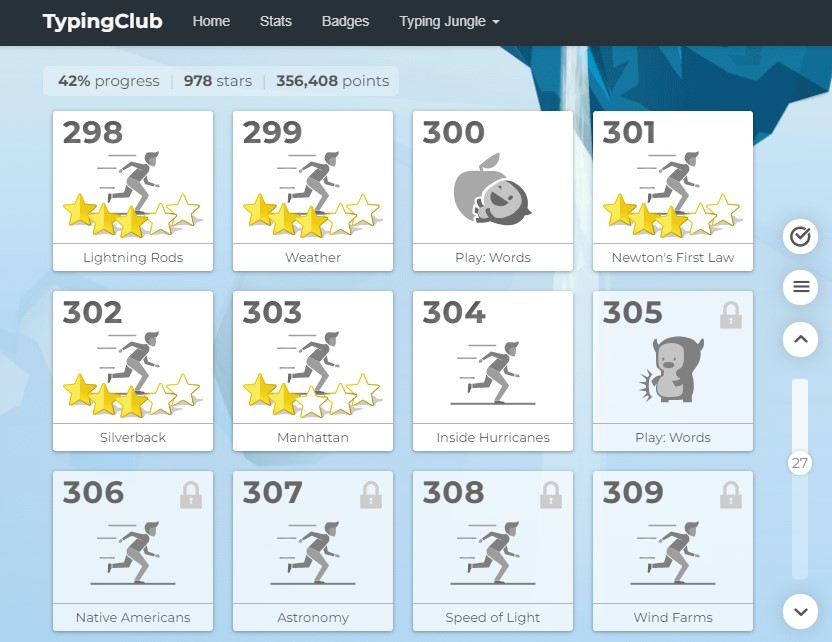 TypingClub Home Stats Badges Typing Jungle
42% progress | 978 stars | 356,408 points
298 299 300 301
Lightning Rods Weather Play: Words Newton's First Law
302 303 304 305
Silverback Manhattan Inside Hurricanes Play: Words
27
306 307 308 309
Native Americans Astronomy Speed of Light Wind Farms